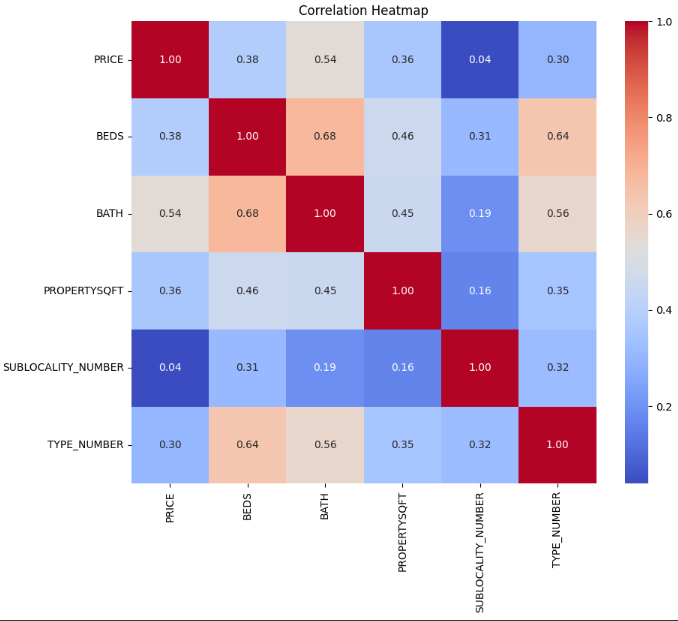 Correlation Heatmap
PRICE 1.00 0.38 0.54 0.36 0.04 0.30
BEDS 0.38 1.00 0.68 0.46 0.31 0.64
BATH 0.54 0.68 1.00 0.45 0.19 0.56
PROPERTYSQFT 0.36 0.46 0.45 1.00 0.16 0.35
SUBLOCALITY_NUMBER 0.04 0.31 0.19 0.16 1.00 0.32
TYPE_NUMBER 0.30 0.64 0.56 0.35 0.32 1.00
PRICE
BEDS
BATH
PROPERTYSQFT
SUBLOCALITY_NUMBER
TYPE_NUMBER
1.0
0.8
0.6
0.4
0.2